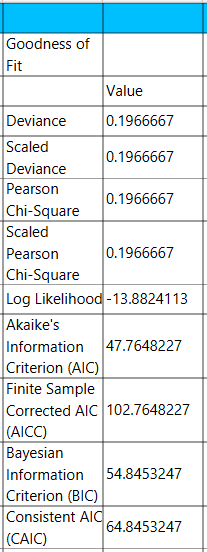 Goodness of
Fit
Value
Deviance 0.1966667
Scaled
Deviance 0.1966667
Pearson
Chi-Square 0.1966667
Scaled
Pearson
Chi-Square 0.1966667
Log Likelihood -13.8824113
Akaike's
Information
Criterion (AIC) 47.7648227
Finite Sample
Corrected AIC
(AICC) 102.7648227
Bayesian
Information
Criterion (BIC) 54.8453247
Consistent AIC
(CAIC) 64.8453247